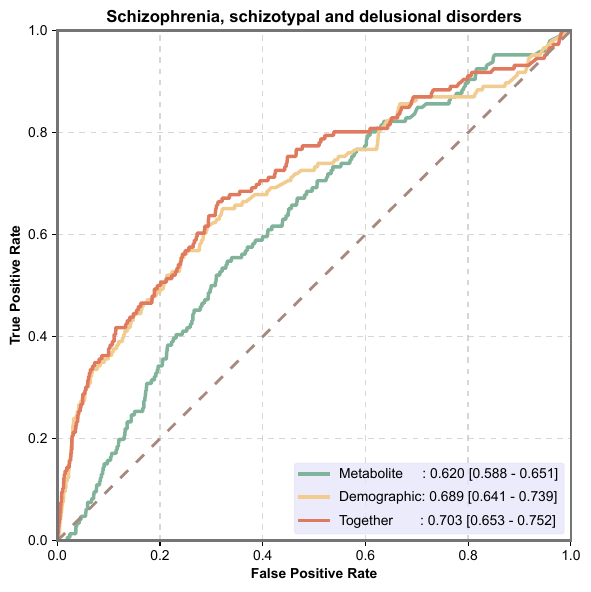 Schizophrenia, schizotypal and delusional disorders
1.0
0.8
0.6
0.4
0.2
0.0
True Positive Rate
Metabolite : 0.620 [0.588 - 0.651]
Demographic: 0.689 [0.641 - 0.739]
Together : 0.703 [0.653 - 0.752]
0.0 0.2 0.4 0.6 0.8 1.0
False Positive Rate